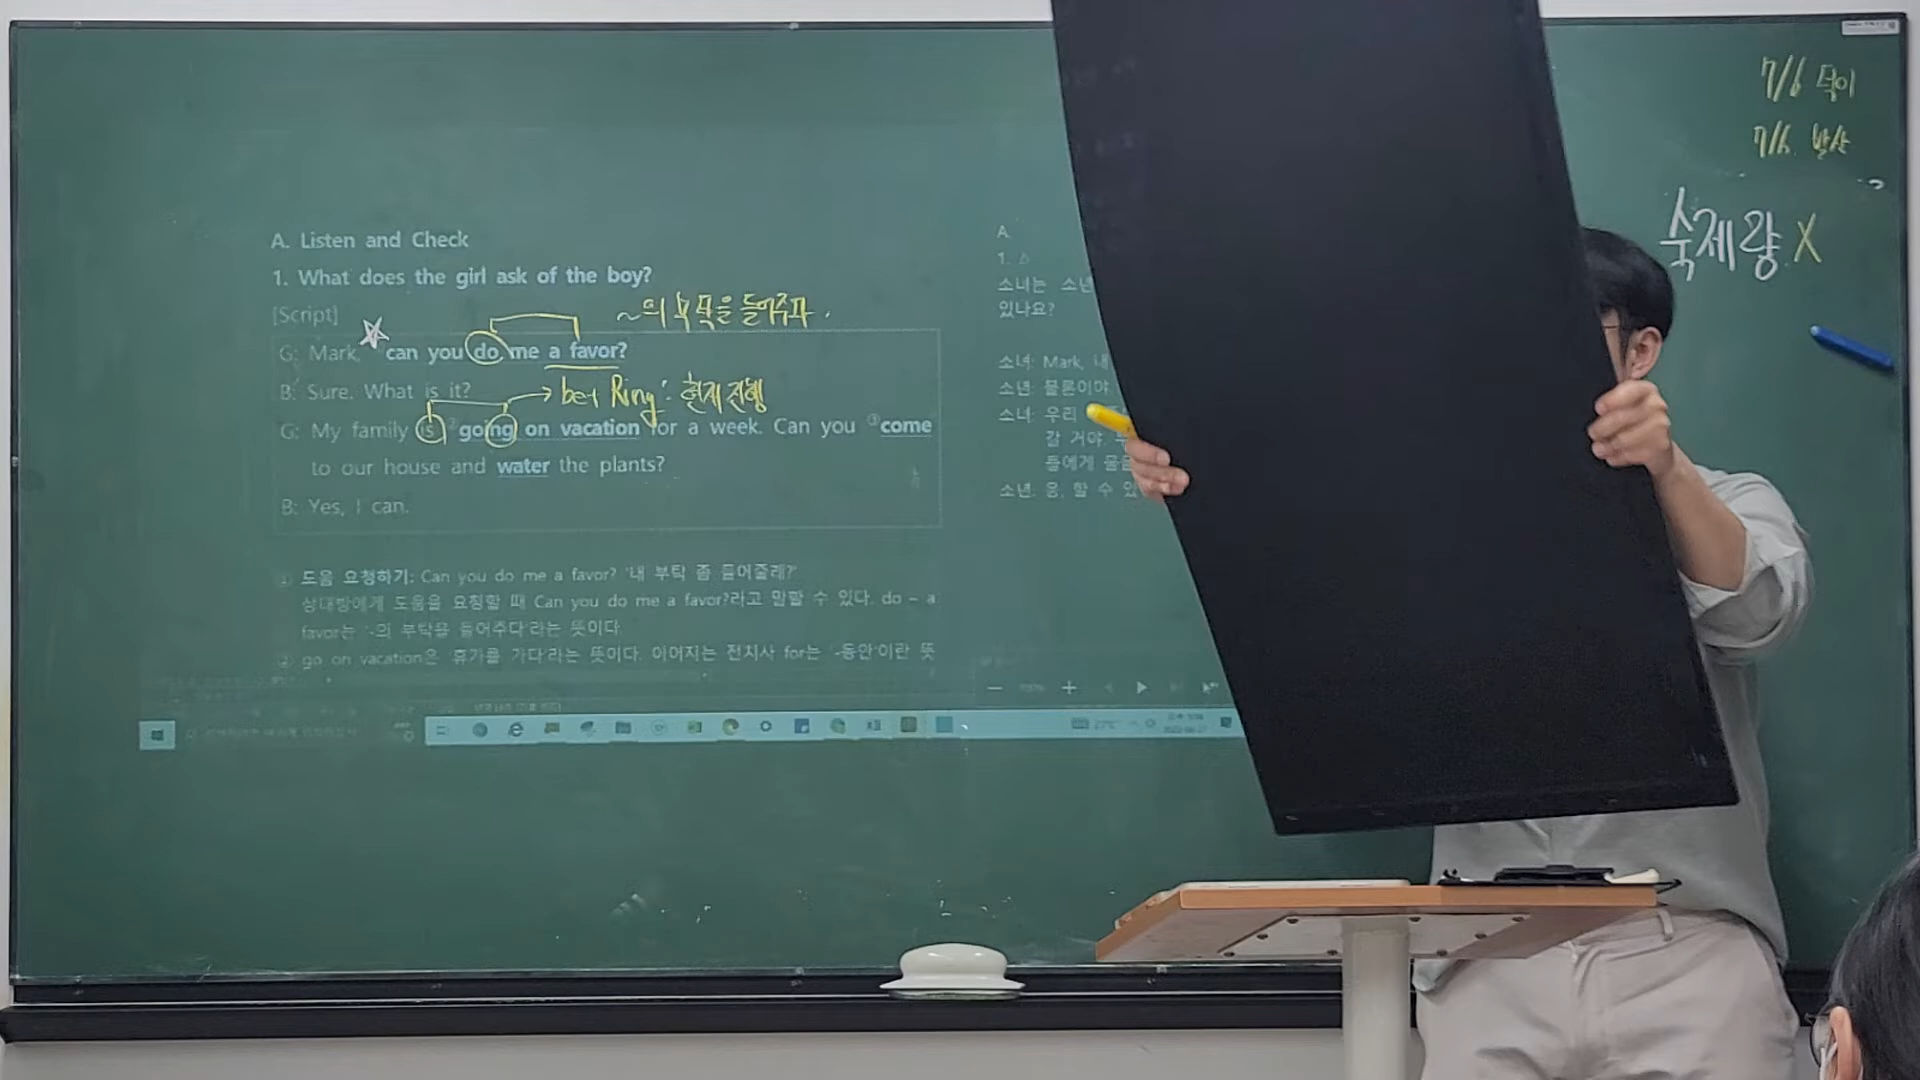 7/6 덕이
7/6. 발산
숙제량 X
A. Listen and Check
1. What does the girl ask of the boy?
[Script]
~의 부탁을 들어주다.
G: Mark, can you do me a favor?
B: Sure. What is it?
be+ Ring: 현재진행
G: My family is ②going on vacation for a week. Can you ③come
to our house and water the plants?
B: Yes, I can.
① 도움 요청하기: Can you do me a favor? '내 부탁 좀 들어줄래?'
상대방에게 도움을 요청할 때 Can you do me a favor?라고 말할 수 있다. do ~ a
favor는 '~의 부탁을 들어주다'라는 뜻이다.
② go on vacation은 '휴가를 가다'라는 뜻이다. 이어지는 전치사 for는 '~동안'이란 뜻
A.
1.
소녀는 소년
있나요?
소녀: Mark, 내
소년: 물론이야
소녀: 우리
갈 거야.
들에게 물을
소년: 응, 할 수 있